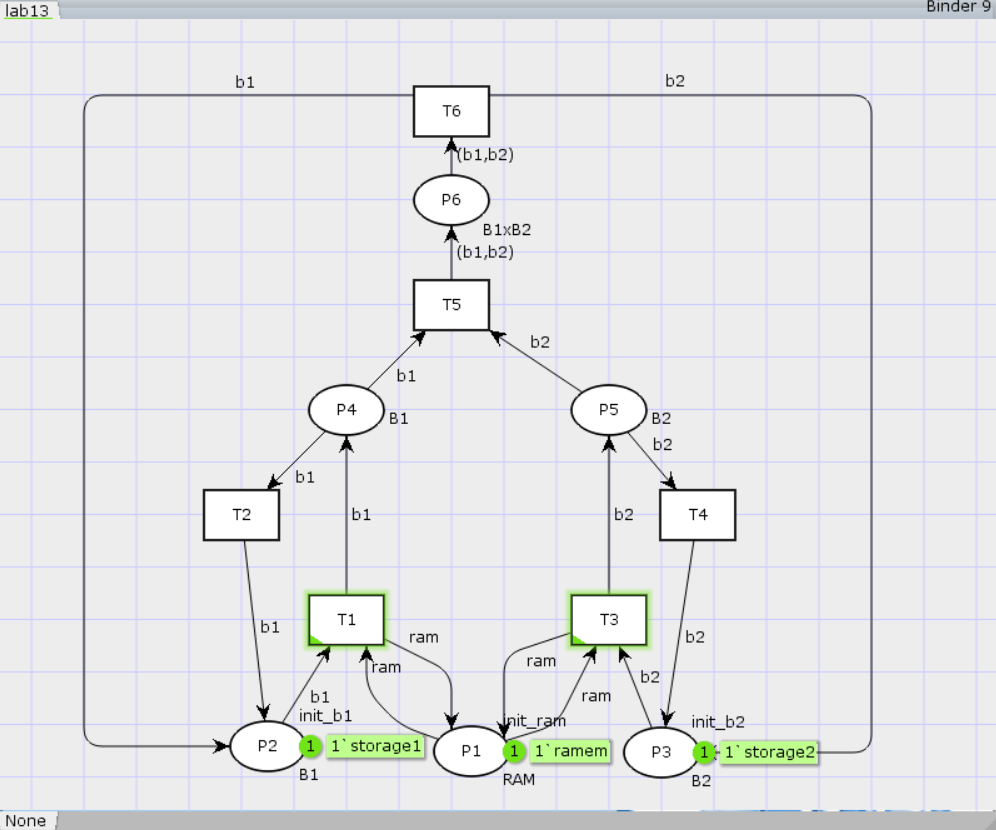 lab13
Binder 9
b1
b2
T6
(b1,b2)
P6
B1xB2
(b1,b2)
T5
b2
b1
P4
B1
P5
B2
b2
b1
T2
b1
b2
T4
T1
T3
b1
ram
ram
ram
b2
b2
b1
ram
init_b1
init_ram
init_b2
P2
1
1`storage1
P1
1
1`ramem
P3
1
1`storage2
B1
RAM
B2
None